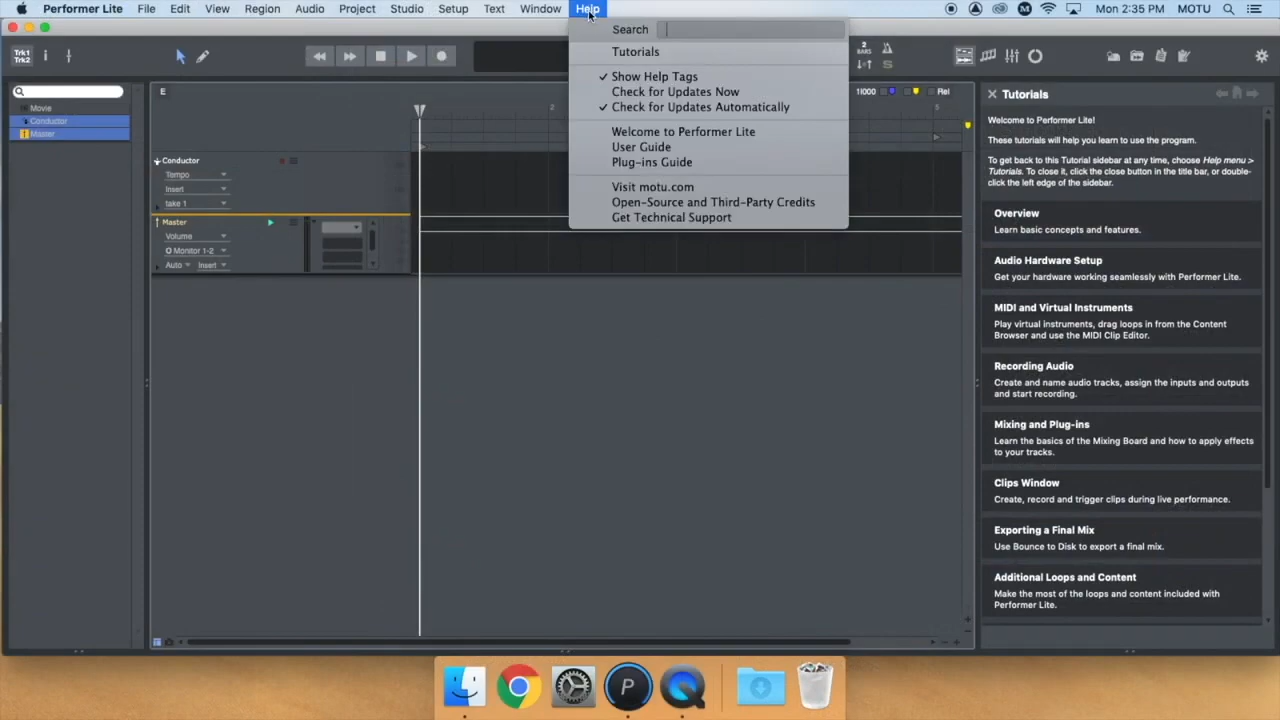 Performer Lite File Edit View Region Audio Project Studio Setup Text Window Help Mon 2:35 PM MOTU
Search
Tutorials
✓ Show Help Tags
Check for Updates Now
✓ Check for Updates Automatically
Welcome to Performer Lite
User Guide
Plug-ins Guide
Visit motu.com
Open-Source and Third-Party Credits
Get Technical Support
Trk1
Trk2
2
BARS
S
E
2
1|000
Rel
5
Movie
Conductor
Master
Conductor
Tempo
Insert
take 1
Master
Volume
Monitor 1-2
Auto Insert
Tutorials
Welcome to Performer Lite!
These tutorials will help you learn to use the program.
To get back to this Tutorial sidebar at any time, choose Help menu >
Tutorials. To close it, click the close button in the title bar, or double-
click the left edge of the sidebar.
Overview
Learn basic concepts and features.
Audio Hardware Setup
Get your hardware working seamlessly with Performer Lite.
MIDI and Virtual Instruments
Play virtual instruments, drag loops in from the Content
Browser and use the MIDI Clip Editor.
Recording Audio
Create and name audio tracks, assign the inputs and outputs
and start recording.
Mixing and Plug-ins
Learn the basics of the Mixing Board and how to apply effects
to your tracks.
Clips Window
Create, record and trigger clips during live performance.
Exporting a Final Mix
Use Bounce to Disk to export a final mix.
Additional Loops and Content
Make the most of the loops and content included with
Performer Lite.
P